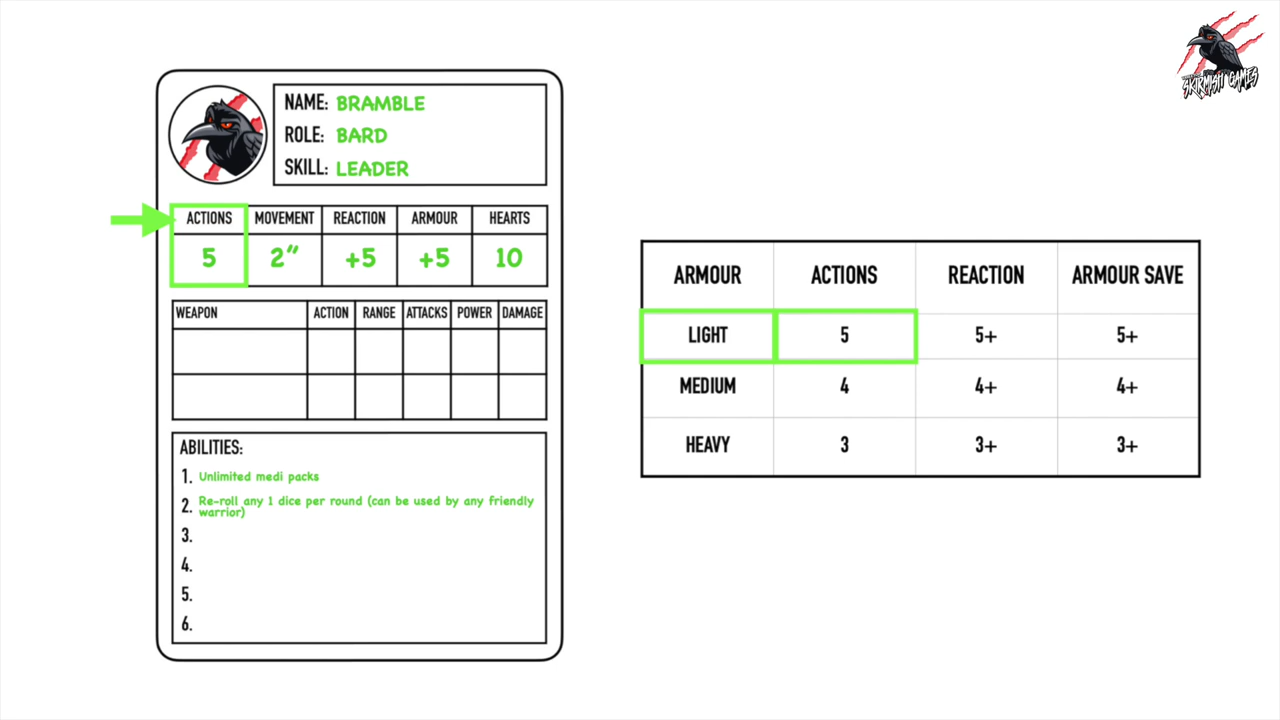 SKIRMISH GAMES
NAME: BRAMBLE
ROLE: BARD
SKILL: LEADER
ACTIONS MOVEMENT REACTION ARMOUR HEARTS
5 2" +5 +5 10
WEAPON ACTION RANGE ATTACKS POWER DAMAGE
ABILITIES:
1. Unlimited medi packs
2. Re-roll any 1 dice per round (can be used by any friendly
warrior)
3.
4.
5.
6.
ARMOUR ACTIONS REACTION ARMOUR SAVE
LIGHT 5 5+ 5+
MEDIUM 4 4+ 4+
HEAVY 3 3+ 3+